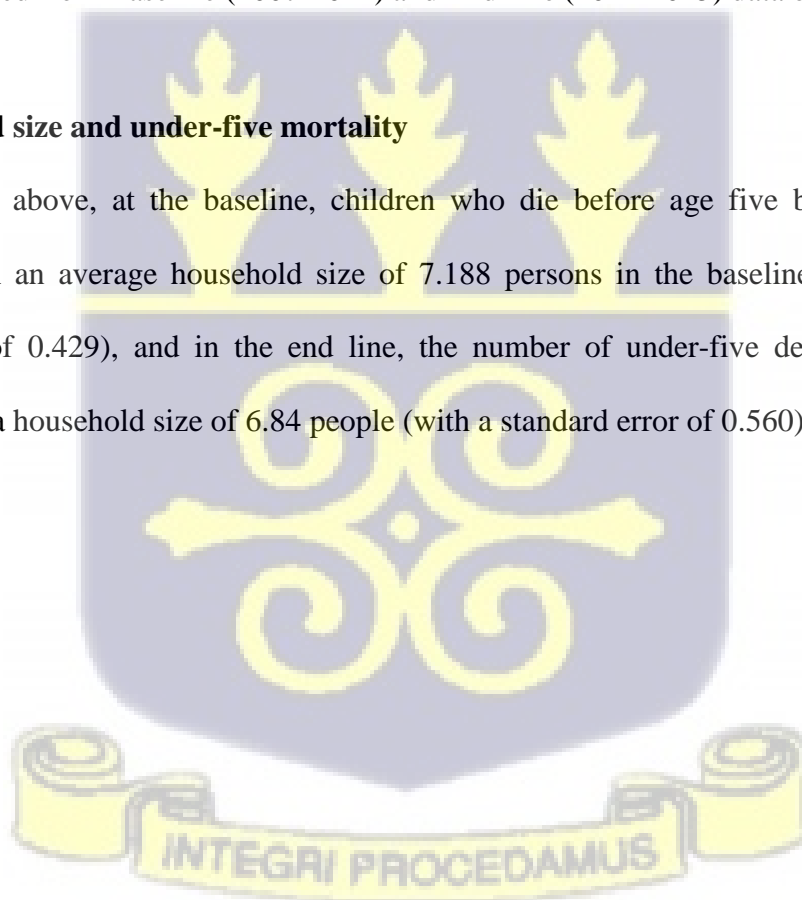 size and under-five mortality
above, at the baseline, children who die before age five
an average household size of 7.188 persons in the baseline
of 0.429), and in the end line, the number of under-five
a household size of 6.84 people (with a standard error of 0.560)
INTEGRI PROCEDAMUS